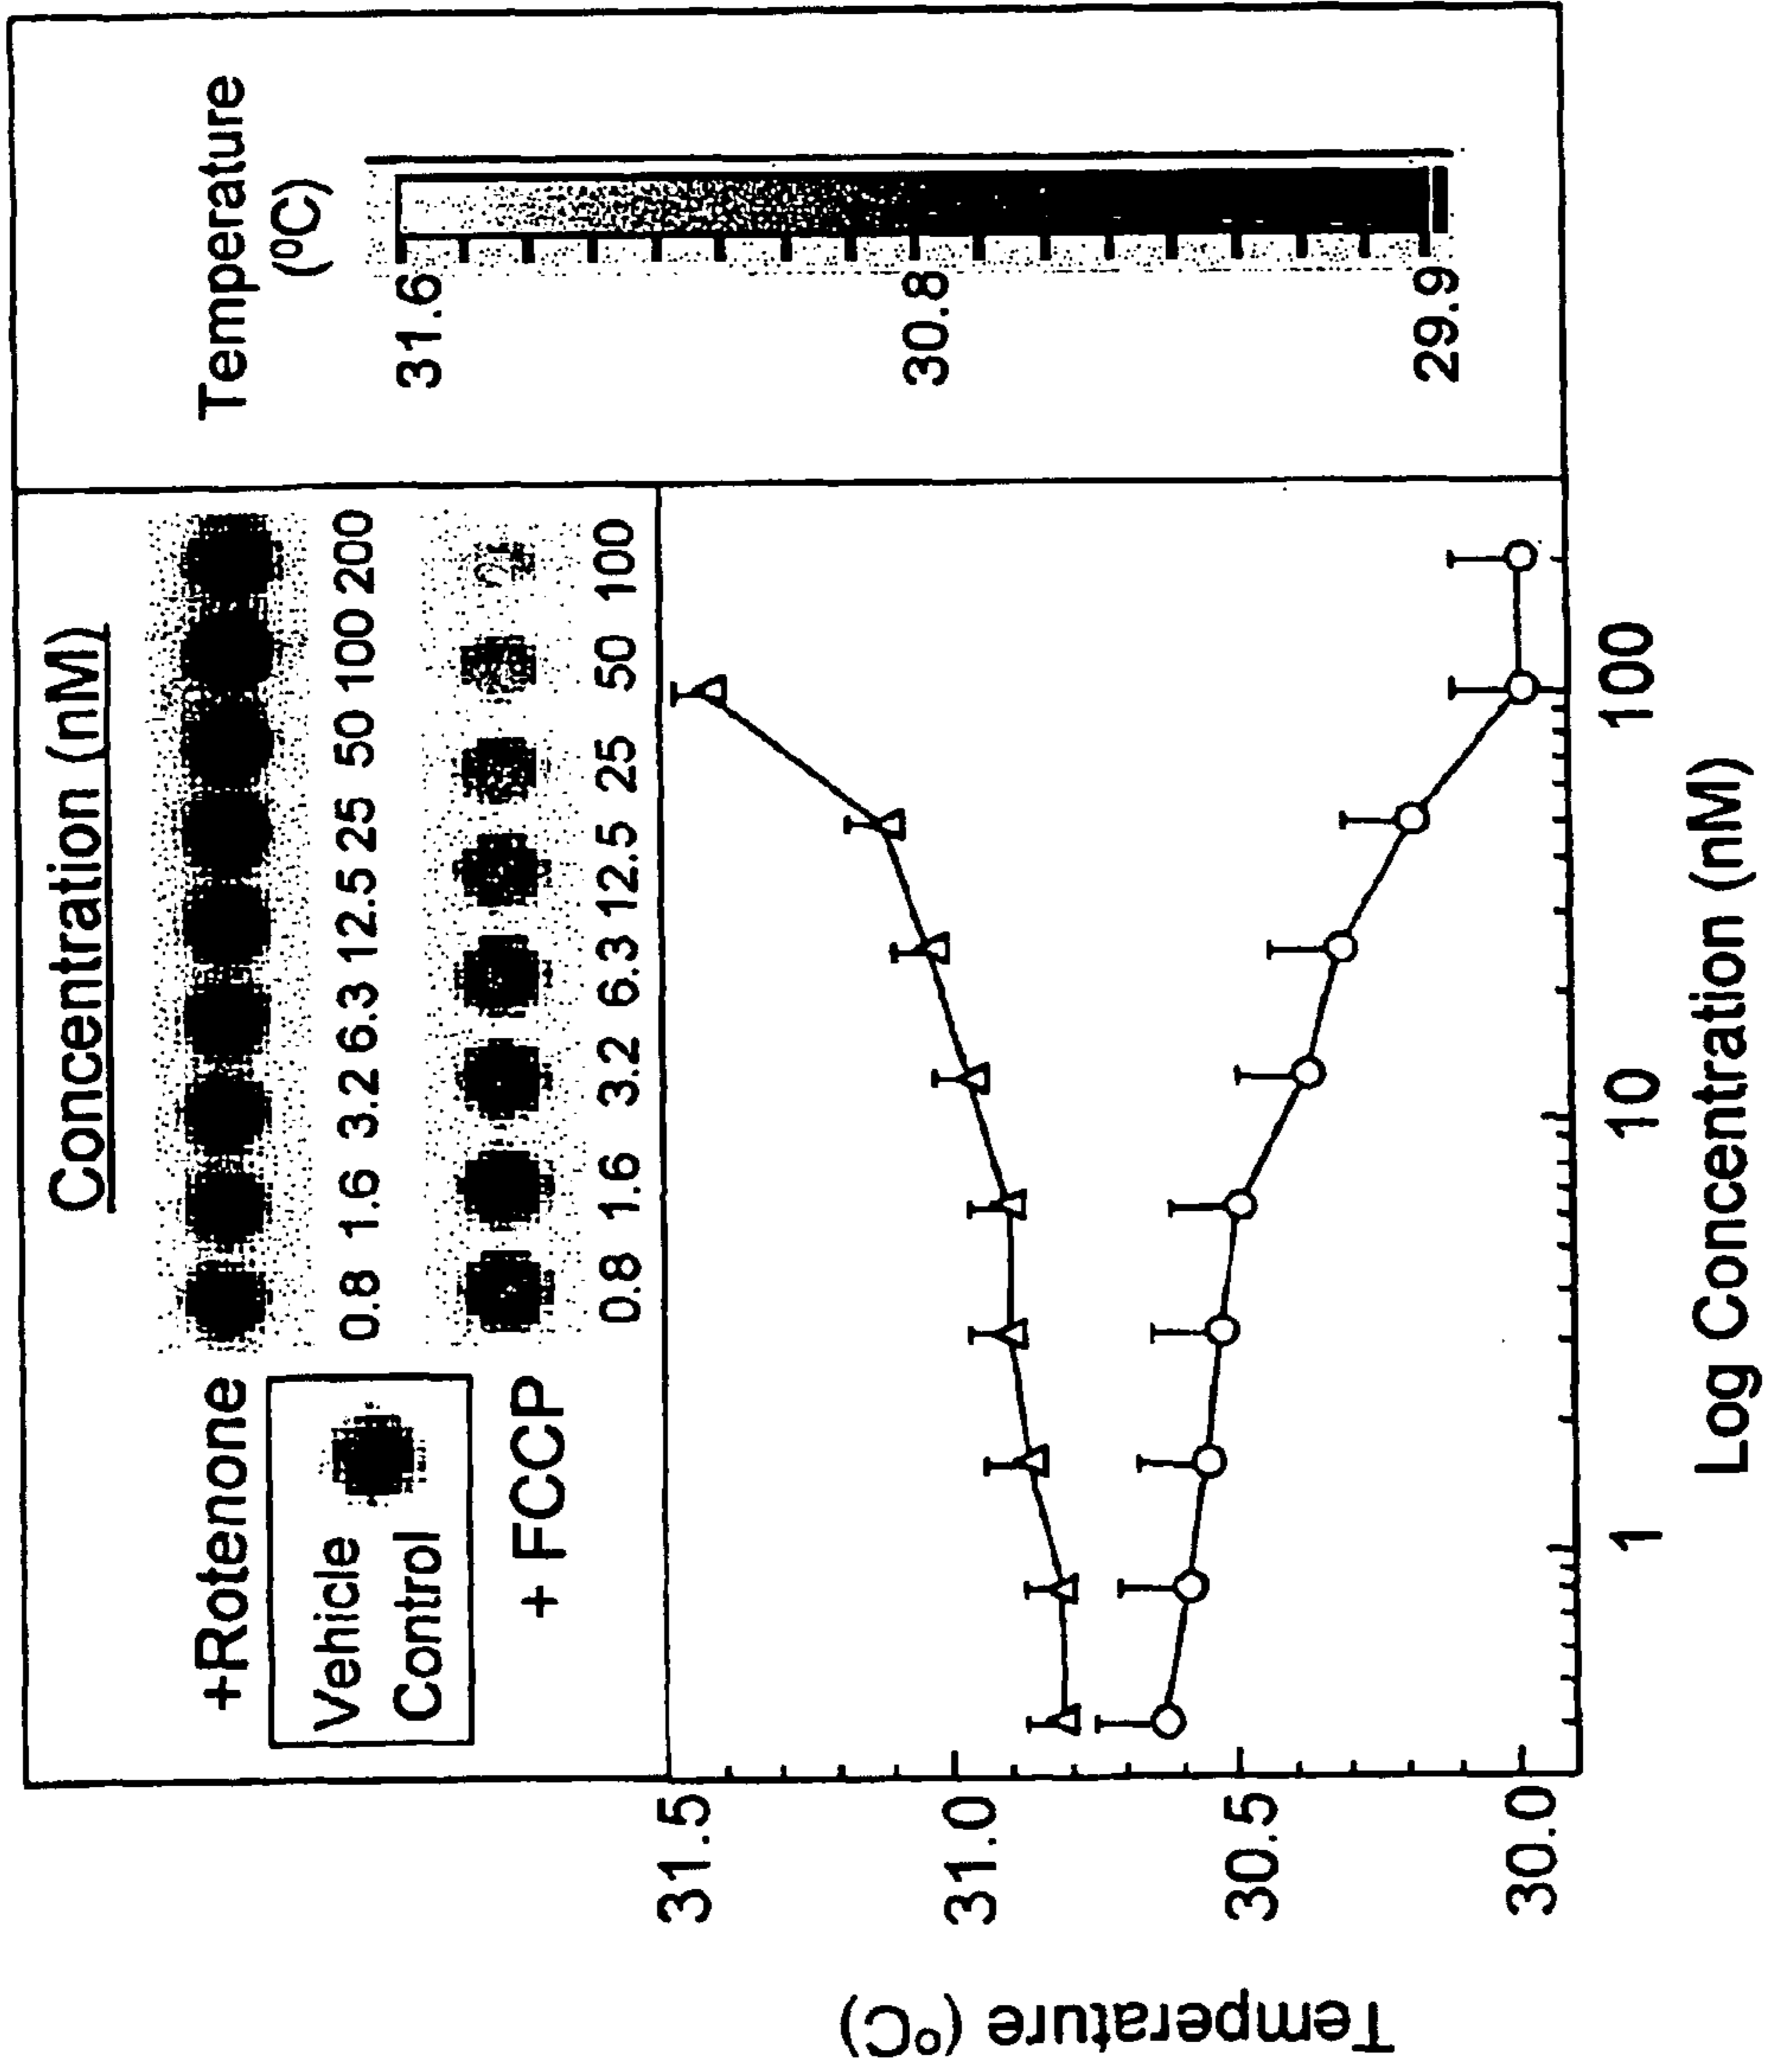 Concentration (nM)
+Rotenone
0.8 1.6 3.2 6.3 12.5 25 50 100 200
Vehicle
Control
+ FCCP
0.8 1.6 3.2 6.3 12.5 25 50 100
Temperature
(ºC)
31.6
30.8
29.9
Temperature (ºC)
31.5
31.0
30.5
30.0
1 10 100
Log Concentration (nM)